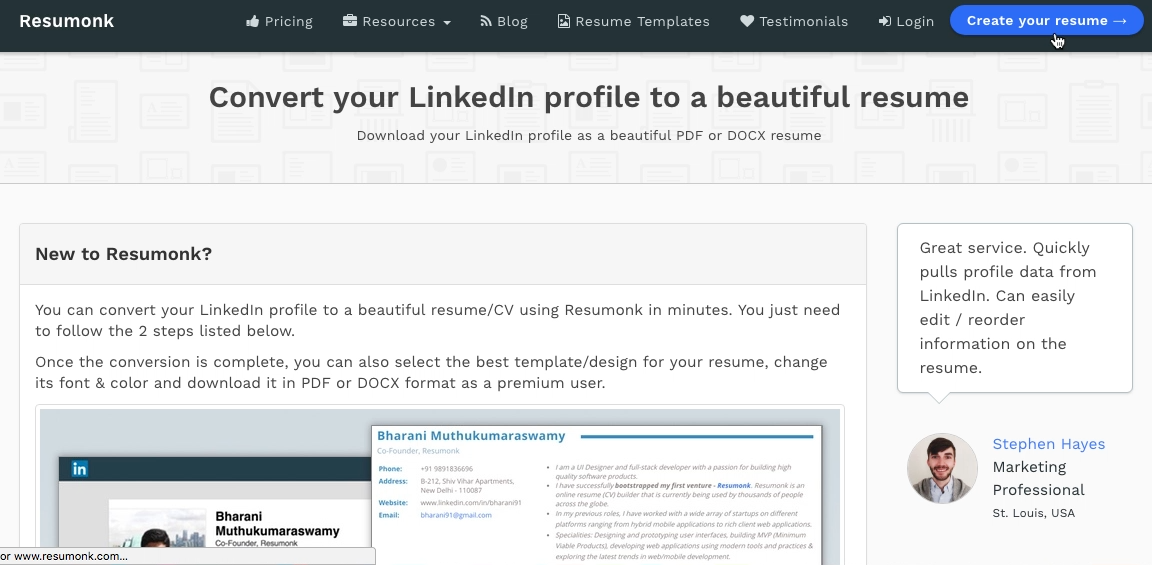 Resumonk
Pricing
Resources
Blog
Resume Templates
Testimonials
Login
Create your resume →
Convert your LinkedIn profile to a beautiful resume
Download your LinkedIn profile as a beautiful PDF or DOCX resume
New to Resumonk?
You can convert your LinkedIn profile to a beautiful resume/CV using Resumonk in minutes. You just need
to follow the 2 steps listed below.
Once the conversion is complete, you can also select the best template/design for your resume, change
its font & color and download it in PDF or DOCX format as a premium user.
in
Bharani
Muthukumaraswamy
Co-Founder, Resumonk
Bharani Muthukumaraswamy
Co-Founder, Resumonk
Phone: +91 9891836696
Address: B-212, Shiv Vihar Apartments,
New Delhi - 110087
Website: www.linkedin.com/in/bharani91
Email: bharani91@gmail.com
• I am a UI Designer and full-stack developer with a passion for building high
quality software products.
• I have successfully bootstrapped my first venture - Resumonk. Resumonk is an
online resume (CV) builder that is currently being used by thousands of people
across the globe.
• In my previous roles, I have worked with a wide array of startups on different
platforms ranging from hybrid mobile applications to rich client web applications.
• Specialities: Designing and prototyping user interfaces, building MVP (Minimum
Viable Products), developing web applications using modern tools and practices &
exploring the latest trends in web/mobile development.
Great service. Quickly
pulls profile data from
LinkedIn. Can easily
edit / reorder
information on the
resume.
Stephen Hayes
Marketing
Professional
St. Louis, USA
or www.resumonk.com...